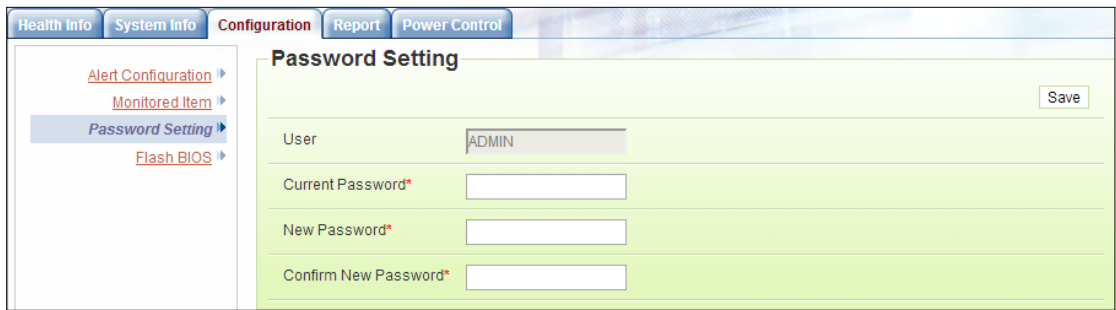 Health Info System Info Configuration Report Power Control
Alert Configuration
Monitored Item
Password Setting
Flash BIOS
Password Setting
Save
User ADMIN
Current Password*
New Password*
Confirm New Password*